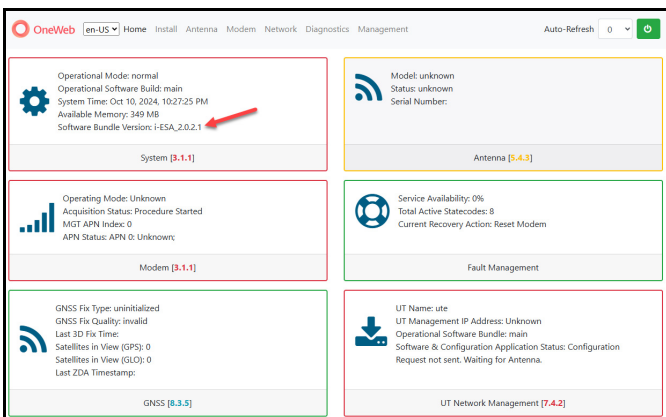 OneWeb en-US Home Install Antenna Modem Network Diagnostics Management Auto-Refresh 0
Operational Mode: normal
Operational Software Build: main
System Time: Oct 10, 2024, 10:27:25 PM
Available Memory: 349 MB
Software Bundle Version: i-ESA_2.0.2.1
System [3.1.1]
Model: unknown
Status: unknown
Serial Number:
Antenna [5.4.3]
Operating Mode: Unknown
Acquisition Status: Procedure Started
MGT APN Index: 0
APN Status: APN 0: Unknown;
Modem [3.1.1]
Service Availability: 0%
Total Active Statecodes: 8
Current Recovery Action: Reset Modem
Fault Management
GNSS Fix Type: uninitialized
GNSS Fix Quality: invalid
Last 3D Fix Time:
Satellites in View (GPS): 0
Satellites in View (GLO): 0
Last ZDA Timestamp:
GNSS [8.3.5]
UT Name: ute
UT Management IP Address: Unknown
Operational Software Bundle: main
Software & Configuration Application Status: Configuration
Request not sent. Waiting for Antenna.
UT Network Management [7.4.2]